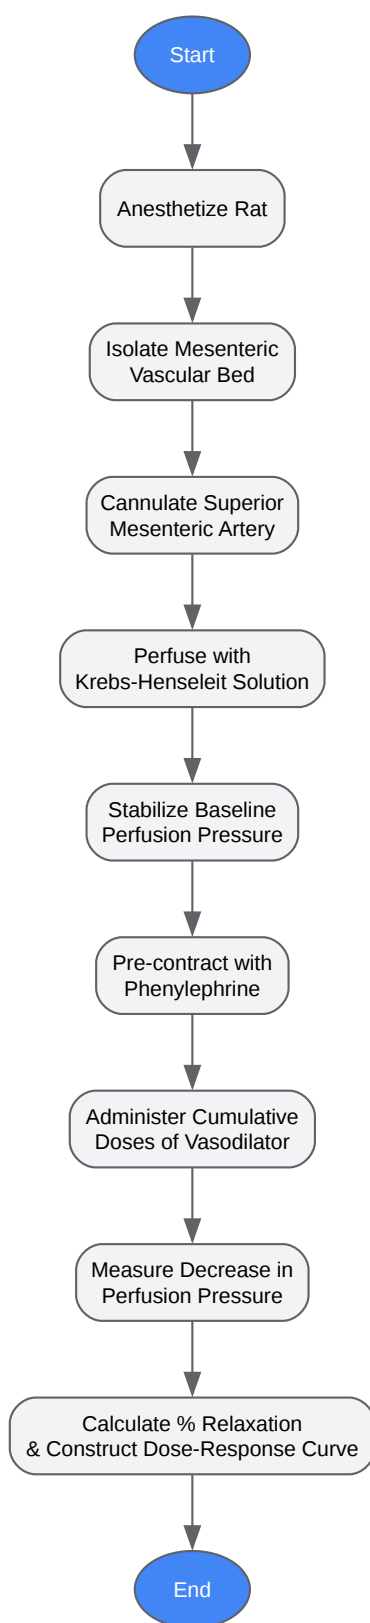 Start
Anesthetize Rat
Isolate Mesenteric
Vascular Bed
Cannulate Superior
Mesenteric Artery
Perfuse with
Krebs-Henseleit Solution
Stabilize Baseline
Perfusion Pressure
Pre-contract with
Phenylephrine
Administer Cumulative
Doses of Vasodilator
Measure Decrease in
Perfusion Pressure
Calculate % Relaxation
& Construct Dose-Response Curve
End